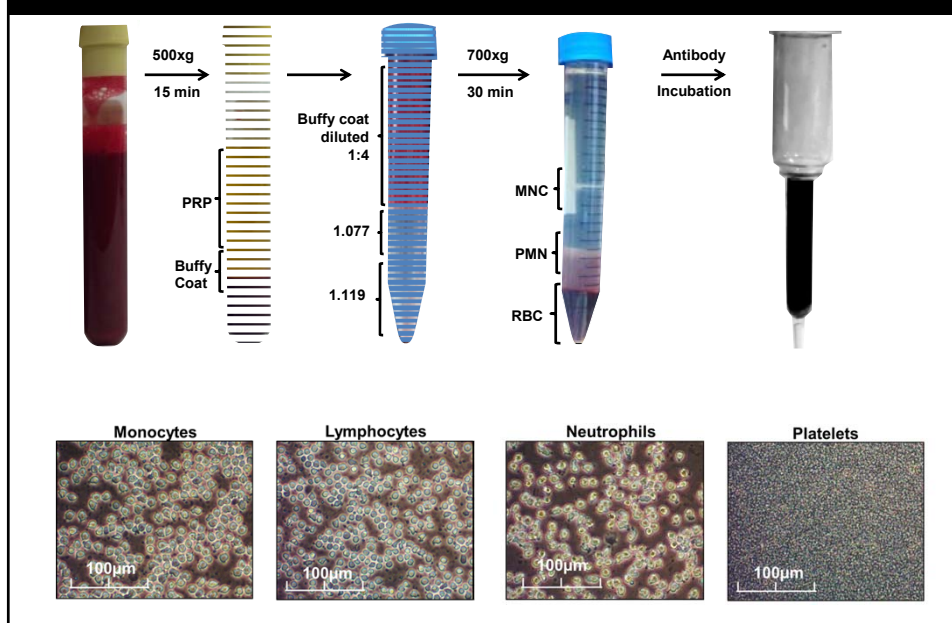 500xg
15 min
PRP
Buffy
Coat
Buffy coat
diluted
1:4
1.077
1.119
700xg
30 min
MNC
PMN
RBC
Antibody
Incubation
Monocytes
Lymphocytes
Neutrophils
Platelets
100µm
100µm
100µm
100µm